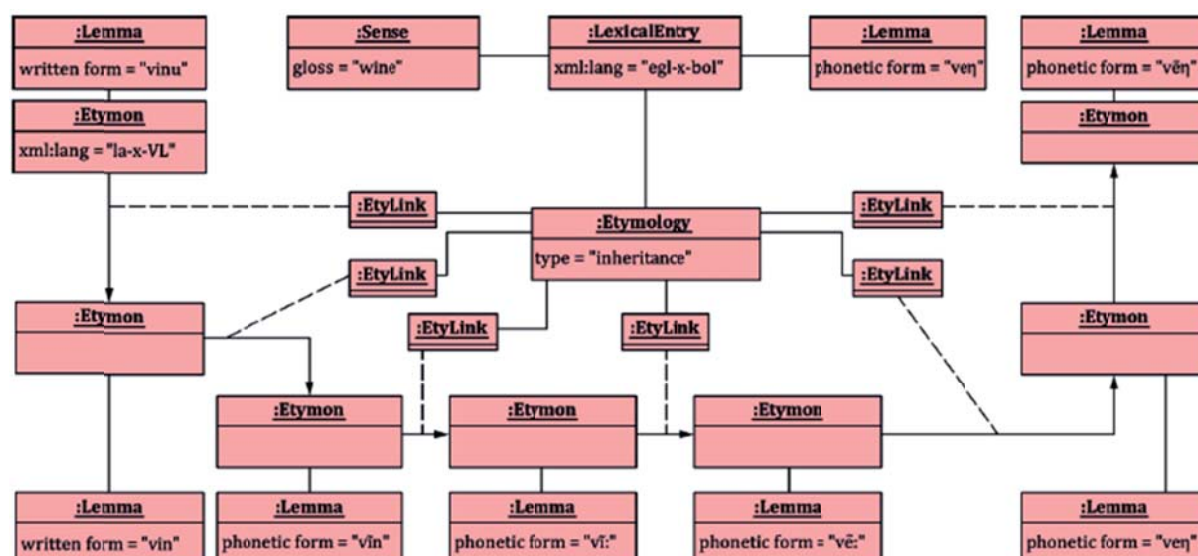 :Lemma
written form = "vinu"
:Sense
gloss = "wine"
:LexicalEntry
xml:lang = "egl-x-bol"
:Lemma
phonetic form = "veŋ"
:Lemma
phonetic form = "vẽŋ"
:Etymon
xml:lang = "la-x-VL"
:Etymon
:EtyLink
:Etymology
type = "inheritance"
:EtyLink
:EtyLink
:EtyLink
:Etymon
:EtyLink
:EtyLink
:Etymon
:Etymon
:Etymon
:Etymon
:Lemma
written form = "vin"
:Lemma
phonetic form = "vĩn"
:Lemma
phonetic form = "vĩː"
:Lemma
phonetic form = "vẽː"
:Lemma
phonetic form = "veŋ"